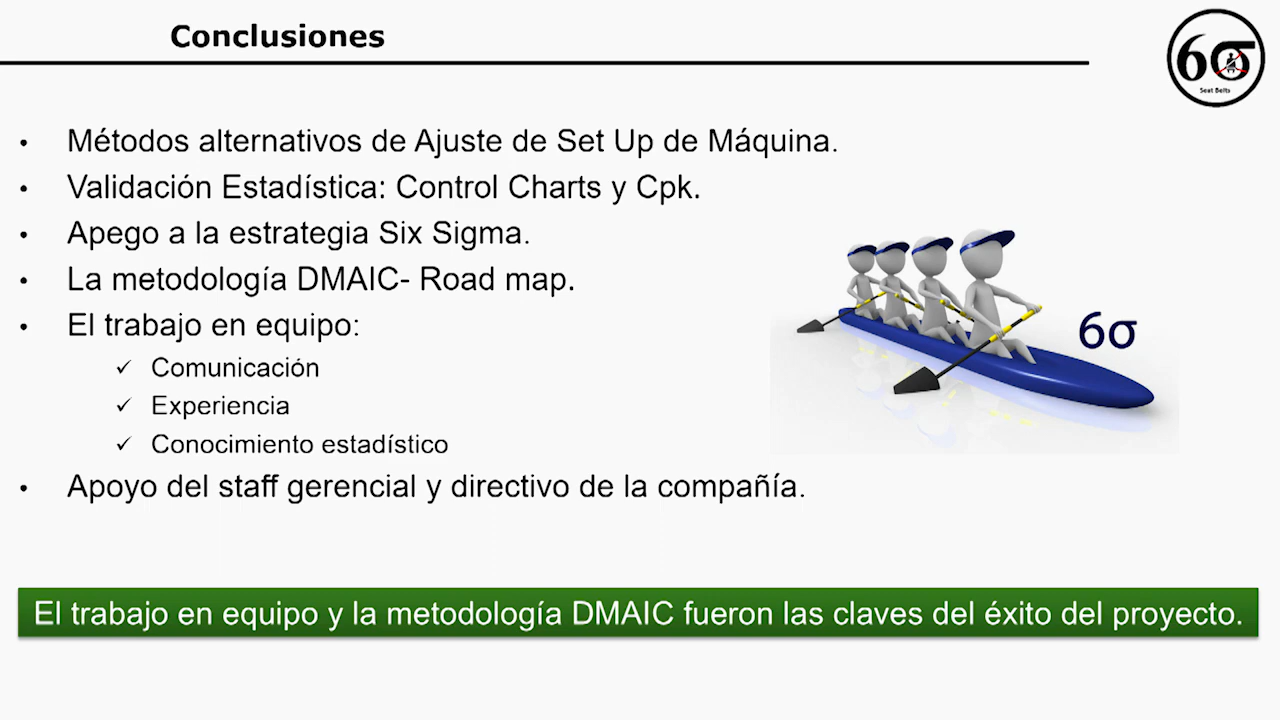 Conclusiones
6σ
Seat Belts
• Métodos alternativos de Ajuste de Set Up de Máquina.
• Validación Estadística: Control Charts y Cpk.
• Apego a la estrategia Six Sigma.
• La metodología DMAIC- Road map.
• El trabajo en equipo:
✓ Comunicación
✓ Experiencia
✓ Conocimiento estadístico
• Apoyo del staff gerencial y directivo de la compañía.
6σ
El trabajo en equipo y la metodología DMAIC fueron las claves del éxito del proyecto.